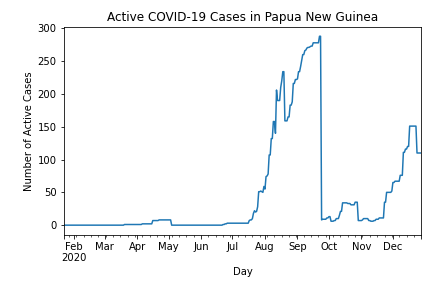 Active COVID-19 Cases in Papua New Guinea
Number of Active Cases
300
250
200
150
100
50
0
Feb Mar Apr May Jun Jul Aug Sep Oct Nov Dec
2020
Day